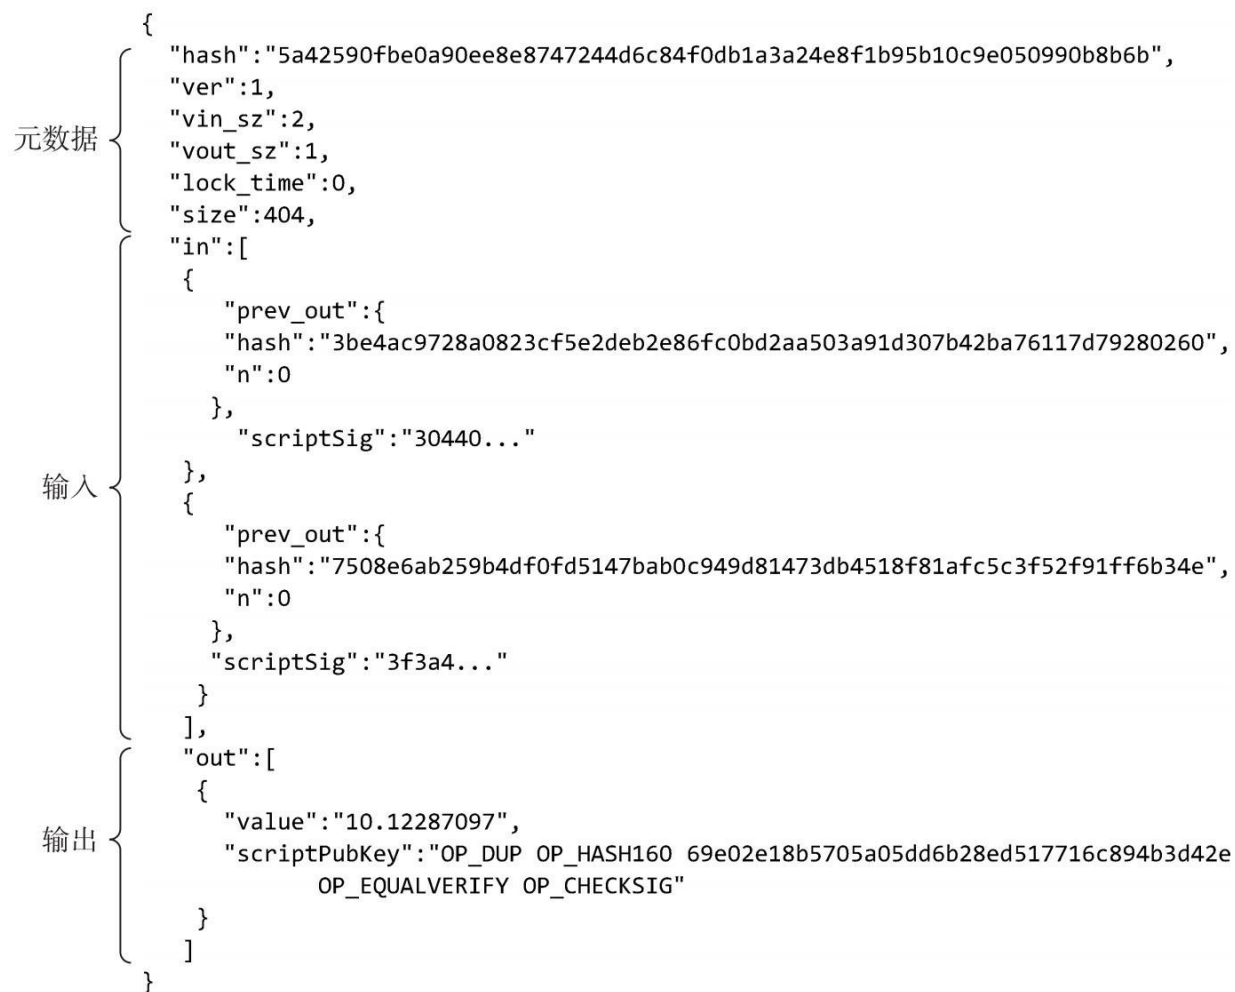 {
"hash":"5a42590fbe0a90ee8e8747244d6c84f0db1a3a24e8f1b95b10c9e050990b8b6b",
"ver":1,
"vin_sz":2,
元数据
"vout_sz":1,
"lock_time":0,
"size":404,
"in":[
{
"prev_out":{
"hash":"3be4ac9728a0823cf5e2deb2e86fc0bd2aa503a91d307b42ba76117d79280260",
"n":0
},
"scriptSig":"30440..."
},
输入
{
"prev_out":{
"hash":"7508e6ab259b4df0fd5147bab0c949d81473db4518f81afc5c3f52f91ff6b34e",
"n":0
},
"scriptSig":"3f3a4..."
}
],
"out":[
{
"value":"10.12287097",
输出
"scriptPubKey":"OP_DUP OP_HASH160 69e02e18b5705a05dd6b28ed517716c894b3d42e
OP_EQUALVERIFY OP_CHECKSIG"
}
]
}